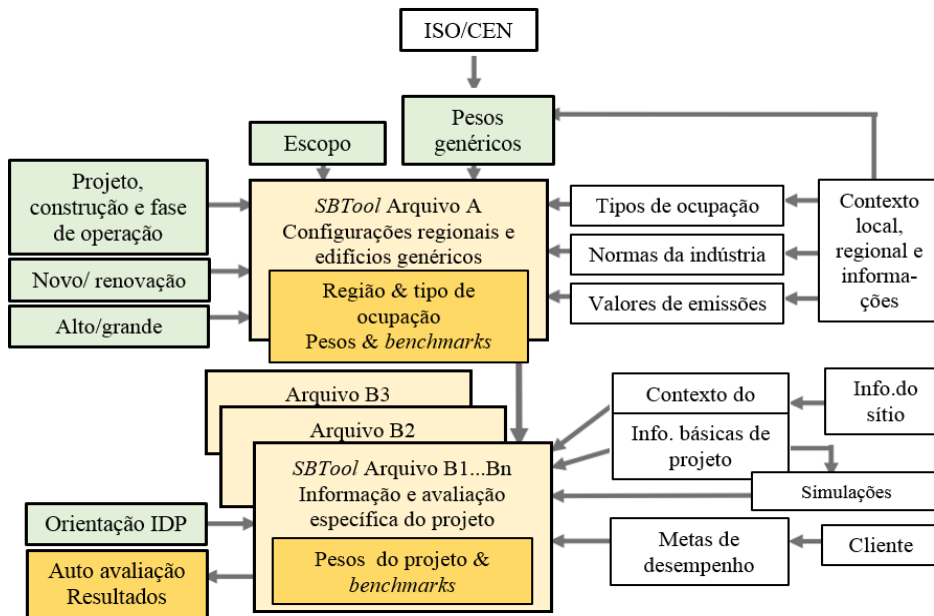 ISO/CEN
Pesos
genéricos
Escopo
Projeto,
construção e fase
de operação
Novo/ renovação
Alto/grande
SBTool Arquivo A
Configurações regionais e
edifícios genéricos
Região & tipo de
ocupação
Pesos & benchmarks
Tipos de ocupação
Normas da indústria
Valores de emissões
Contexto
local,
regional e
informa-
ções
Arquivo B3
Arquivo B2
SBTool Arquivo B1...Bn
Informação e avaliação
específica do projeto
Pesos do projeto &
benchmarks
Contexto do
Info. básicas de
projeto
Info.do
sítio
Simulações
Metas de
desempenho
Cliente
Orientação IDP
Auto avaliação
Resultados